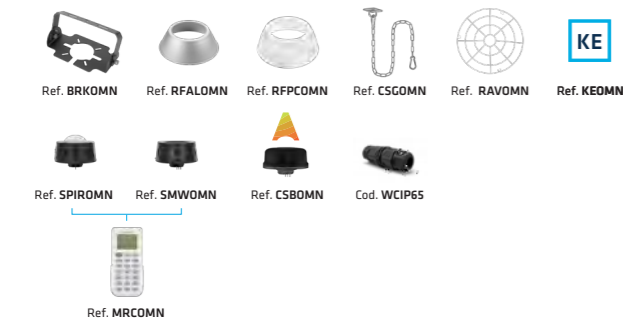 KE
Ref. BRKOMN Ref. RFALOMN Ref. RFPCOMN Ref. CSGOMN Ref. RAVOMN Ref. KEOMN
Ref. SPIROMN Ref. SMWOMN Ref. CSBOMN Cod. WCIP65
Ref. MRCOMN